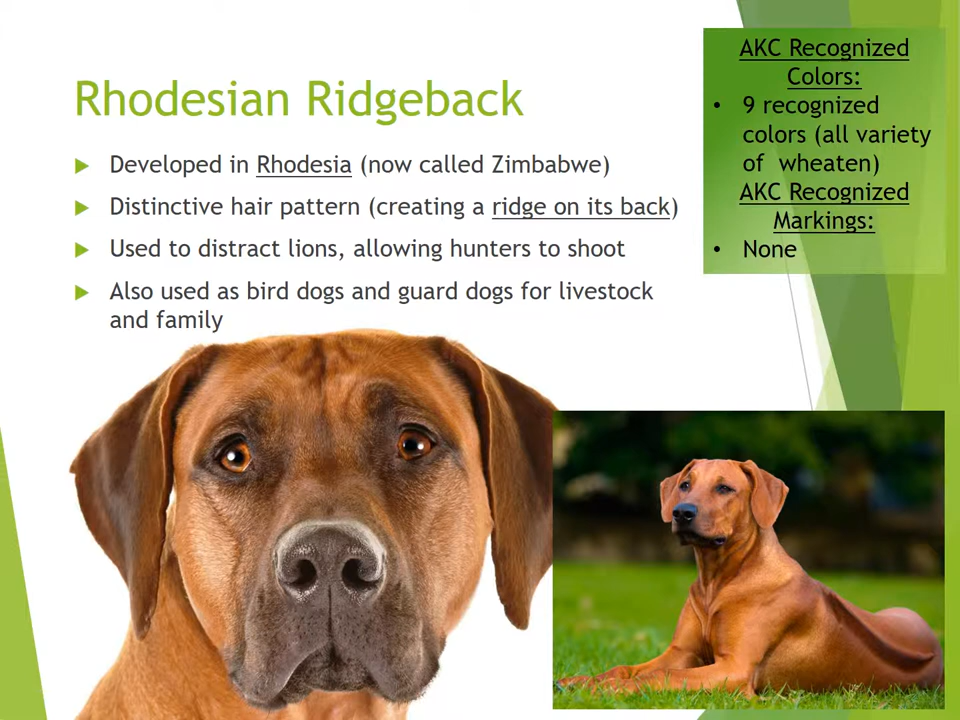 Rhodesian Ridgeback
Developed in Rhodesia (now called Zimbabwe)
Distinctive hair pattern (creating a ridge on its back)
Used to distract lions, allowing hunters to shoot
Also used as bird dogs and guard dogs for livestock
and family
AKC Recognized
Colors:
• 9 recognized
colors (all variety
of wheaten)
AKC Recognized
Markings:
• None